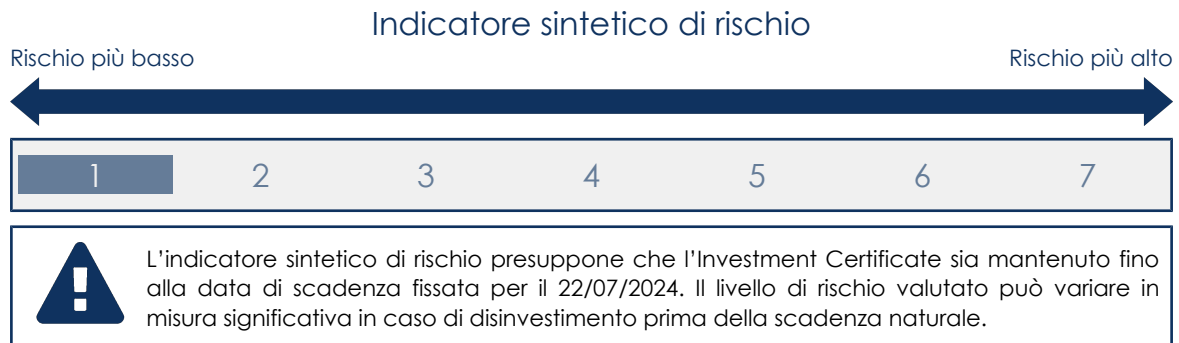 Indicatore sintetico di rischio
Rischio più basso Rischio più alto
1 2 3 4 5 6 7
L'indicatore sintetico di rischio presuppone che l'Investment Certificate sia mantenuto fino
alla data di scadenza fissata per il 22/07/2024. Il livello di rischio valutato può variare in
misura significativa in caso di disinvestimento prima della scadenza naturale.